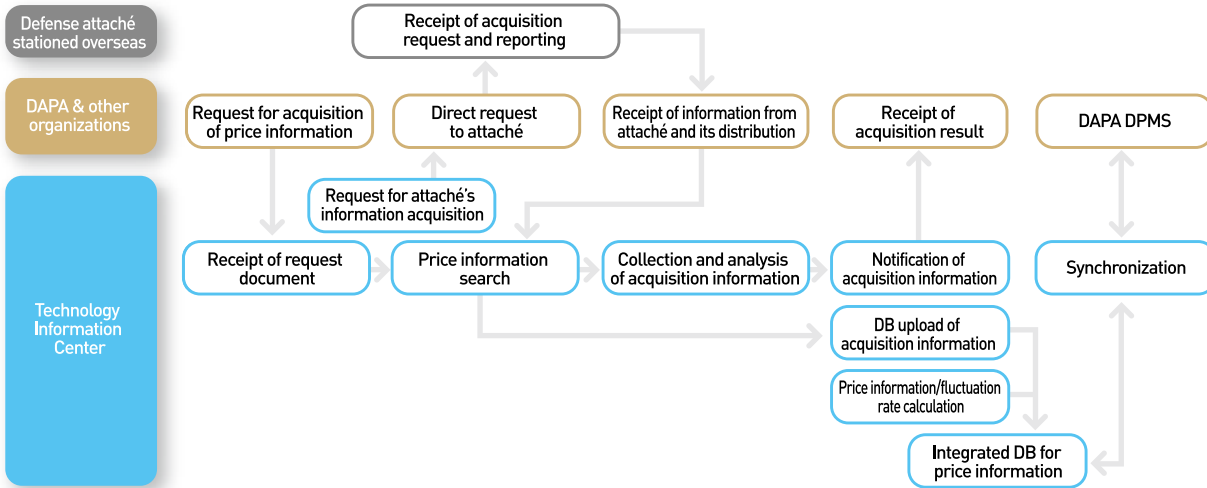 Defense attaché
stationed overseas
Receipt of acquisition
request and reporting
DAPA & other
organizations
Request for acquisition
of price information
Direct request
to attaché
Receipt of information from
attaché and its distribution
Receipt of
acquisition result
DAPA DPMS
Technology
Information
Center
Request for attaché's
information acquisition
Receipt of request
document
Price information
search
Collection and analysis
of acquisition information
Notification of
acquisition information
Synchronization
DB upload of
acquisition information
Price information/fluctuation
rate calculation
Integrated DB for
price information